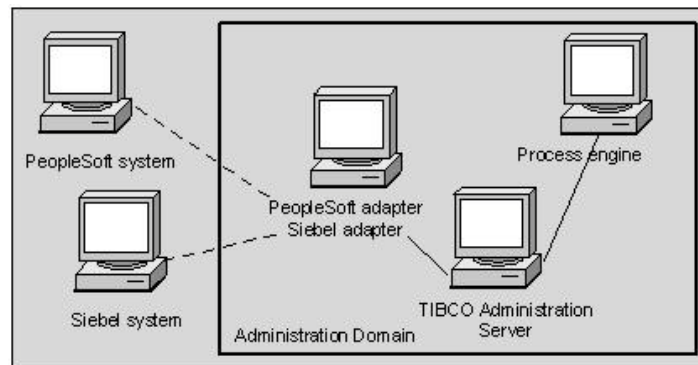 PeopleSoft system
Process engine
PeopleSoft adapter
Siebel adapter
Siebel system
TIBCO Administration
Server
Administration Domain